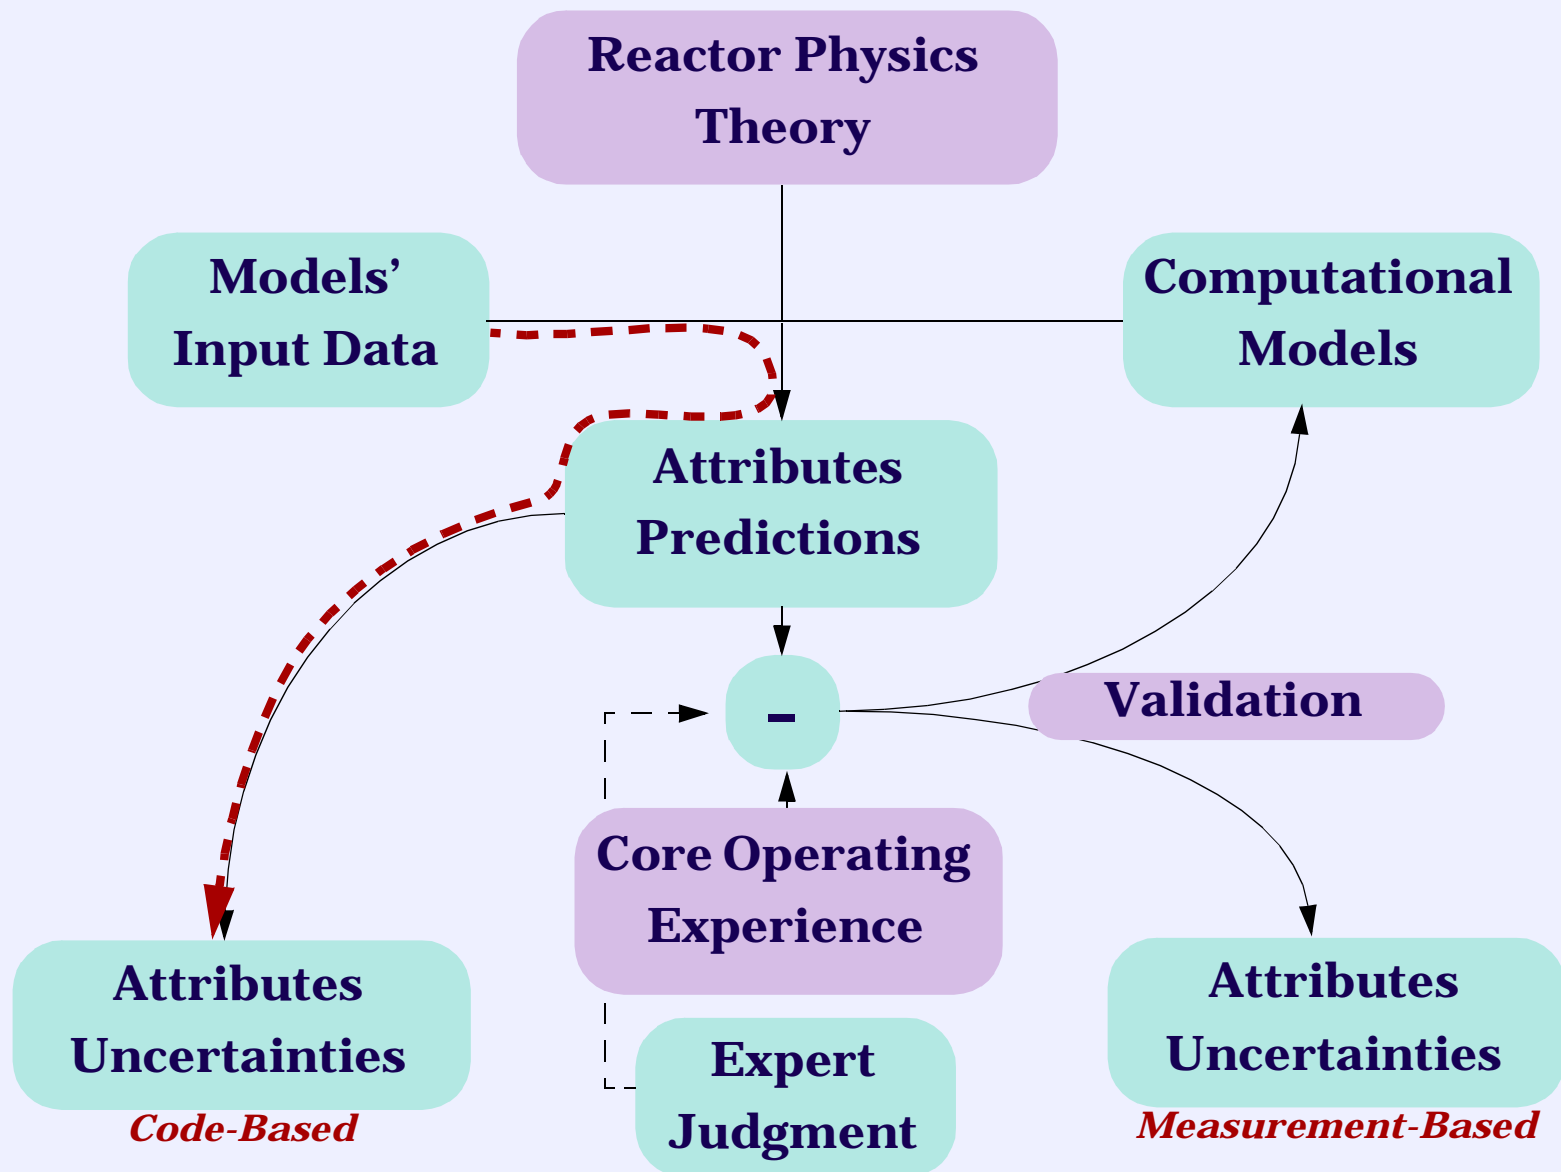 Reactor Physics
Theory
Models’
Input Data
Computational
Models
Attributes
Predictions
-
Validation
Core Operating
Experience
Attributes
Uncertainties
Code-Based
Expert
Judgment
Attributes
Uncertainties
Measurement-Based